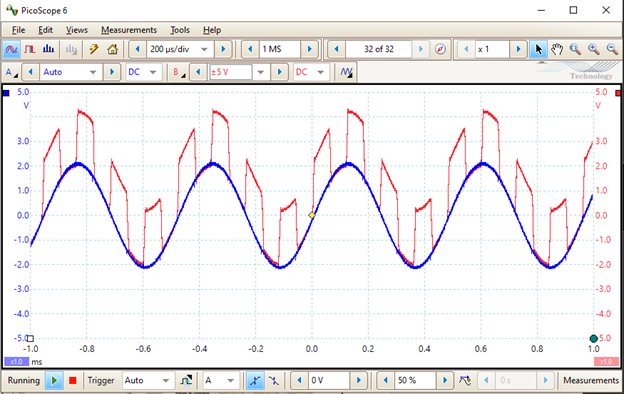 PicoScope 6
File Edit Views Measurements Tools Help
200 µs/div 1 MS 32 of 32 x 1
A Auto DC B ±5 V DC
Technology
5.0 5.0
V V
3.0 3.0
2.0 2.0
1.0 1.0
0.0 0.0
-1.0 -1.0
-2.0 -2.0
-3.0 -3.0
-4.0 -4.0
-5.0 -5.0
-1.0 -0.8 -0.6 -0.4 -0.2 0.0 0.2 0.4 0.6 0.8 1.0
x1.0 ms x1.0
Running Trigger Auto A 0 V 50 % 0 s Measurements